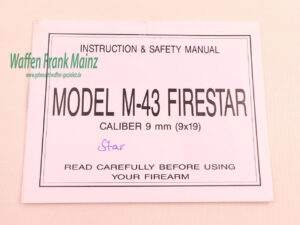 INSTRUCTION & SAFETY MANUAL
Waffen Frank Mainz
www.gebrauchtwaffen-spezialist.de
MODEL M-43 FIRESTAR
CALIBER 9 mm (9x19)
Star
READ CAREFULLY BEFORE USING
YOUR FIREARM